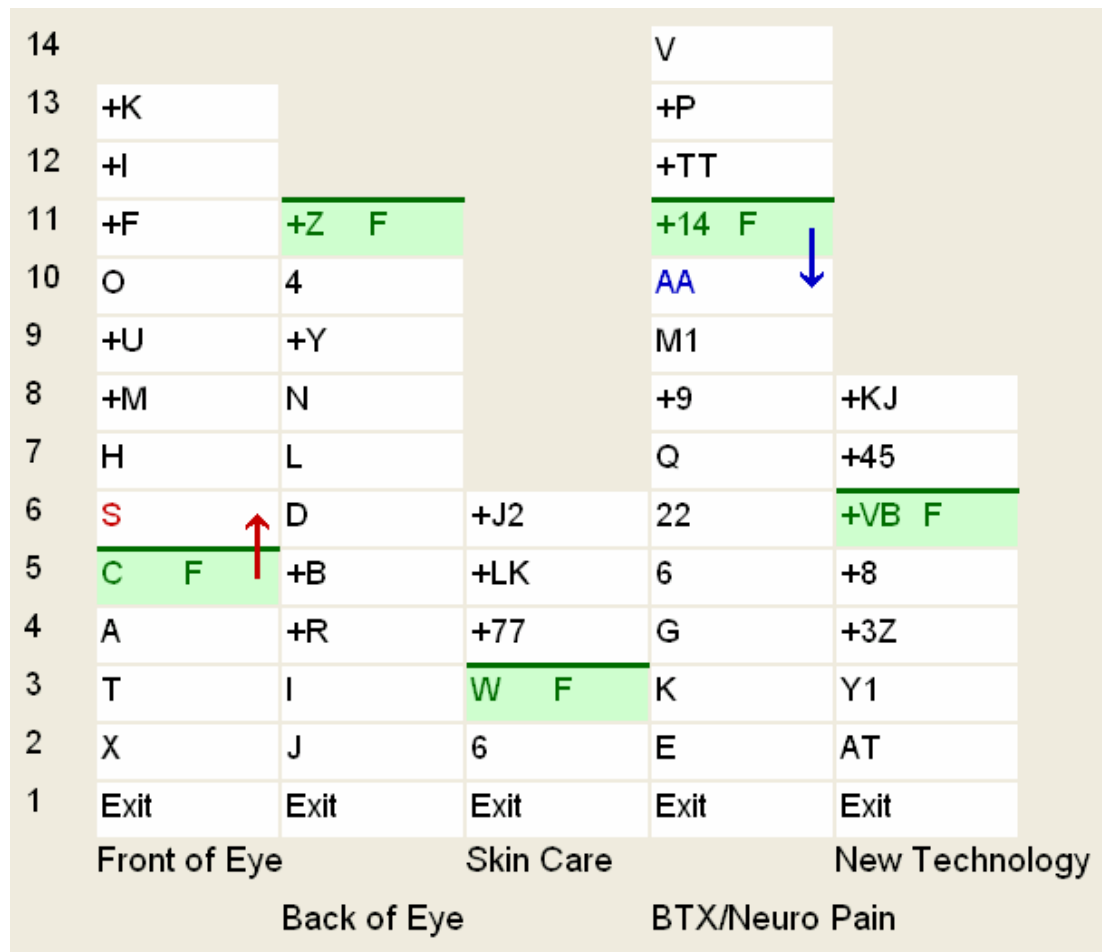 14 V
13 +K +P
12 +I +TT
11 +F +Z F +14 F
10 O 4 AA
9 +U +Y M1
8 +M N +9 +KJ
7 H L Q +45
6 S D +J2 22 +VB F
5 C F +B +LK 6 +8
4 A +R +77 G +3Z
3 T I W F K Y1
2 X J 6 E AT
1 Exit Exit Exit Exit Exit
Front of Eye Skin Care New Technology
Back of Eye BTX/Neuro Pain